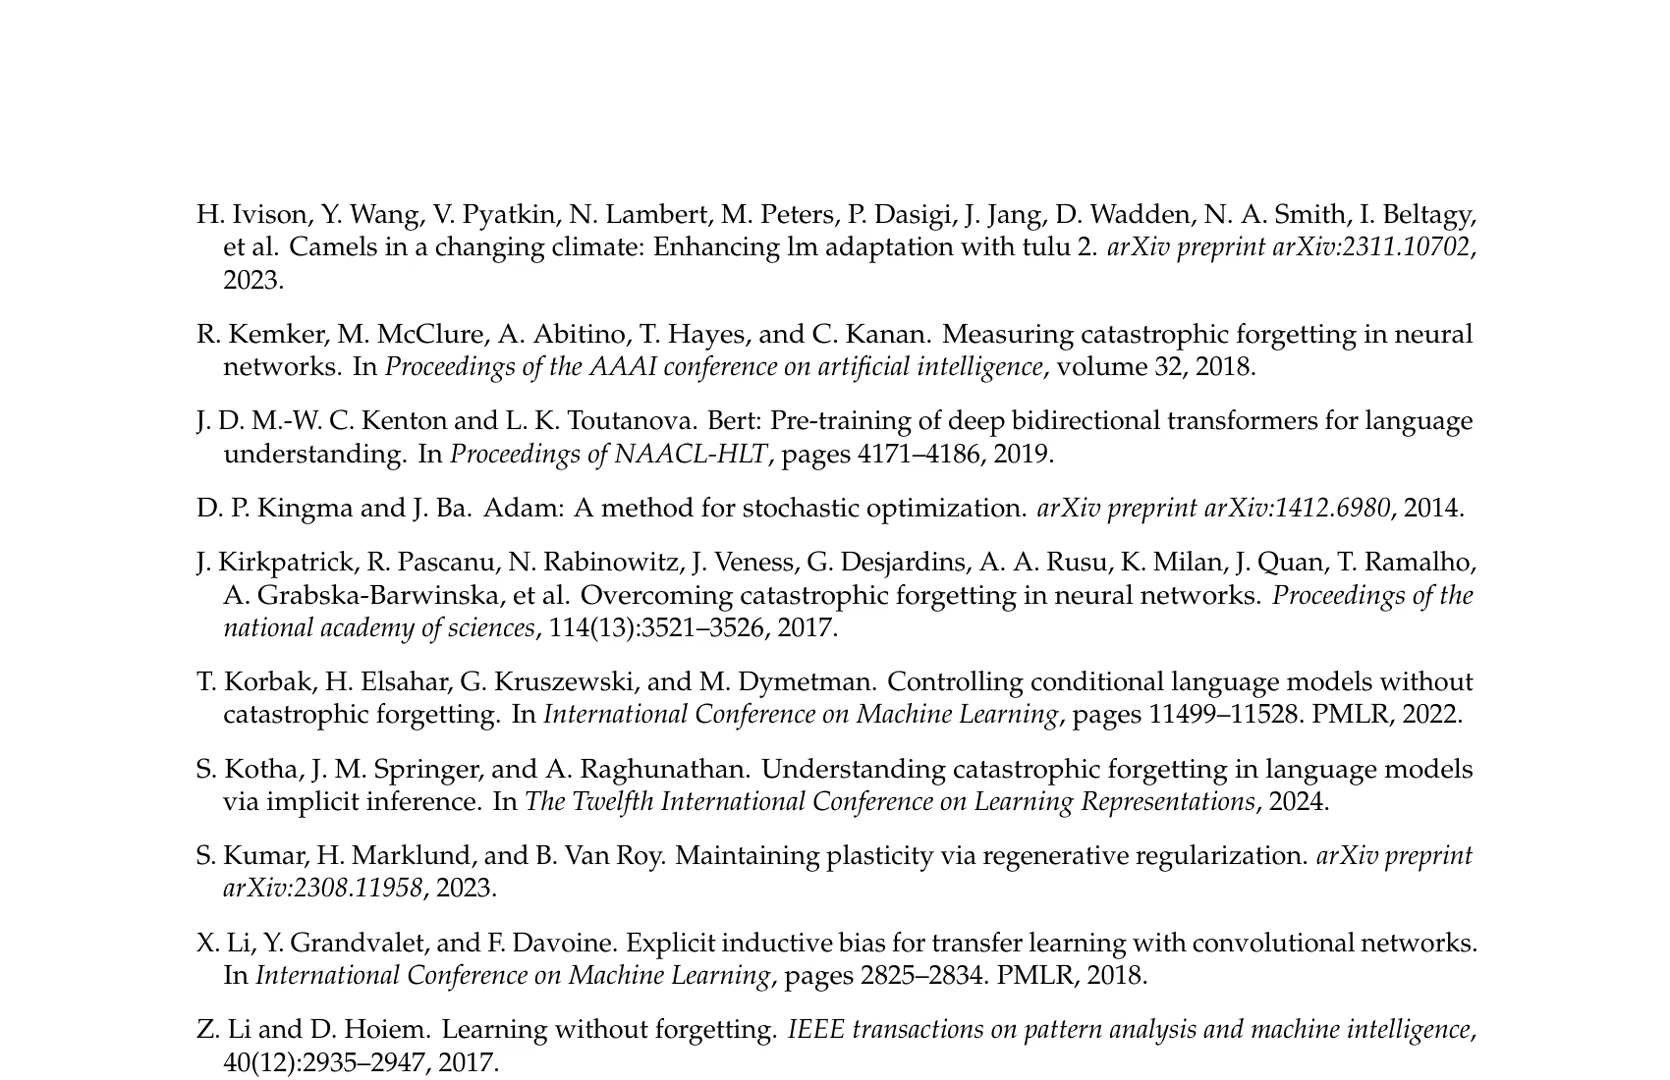 H. Ivison, Y. Wang, V. Pyatkin, N. Lambert, M. Peters, P. Dasigi, J. Jang, D. Wadden, N. A. Smith, I. Beltagy,
et al. Camels in a changing climate: Enhancing lm adaptation with tulu 2. arXiv preprint arXiv:2311.10702,
2023.
R. Kemker, M. McClure, A. Abitino, T. Hayes, and C. Kanan. Measuring catastrophic forgetting in neural
networks. In Proceedings of the AAAI conference on artificial intelligence, volume 32, 2018.
J. D. M.-W. C. Kenton and L. K. Toutanova. Bert: Pre-training of deep bidirectional transformers for language
understanding. In Proceedings of NAACL-HLT, pages 4171–4186, 2019.
D. P. Kingma and J. Ba. Adam: A method for stochastic optimization. arXiv preprint arXiv:1412.6980, 2014.
J. Kirkpatrick, R. Pascanu, N. Rabinowitz, J. Veness, G. Desjardins, A. A. Rusu, K. Milan, J. Quan, T. Ramalho,
A. Grabska-Barwinska, et al. Overcoming catastrophic forgetting in neural networks. Proceedings of the
national academy of sciences, 114(13):3521–3526, 2017.
T. Korbak, H. Elsahar, G. Kruszewski, and M. Dymetman. Controlling conditional language models without
catastrophic forgetting. In International Conference on Machine Learning, pages 11499–11528. PMLR, 2022.
S. Kotha, J. M. Springer, and A. Raghunathan. Understanding catastrophic forgetting in language models
via implicit inference. In The Twelfth International Conference on Learning Representations, 2024.
S. Kumar, H. Marklund, and B. Van Roy. Maintaining plasticity via regenerative regularization. arXiv preprint
arXiv:2308.11958, 2023.
X. Li, Y. Grandvalet, and F. Davoine. Explicit inductive bias for transfer learning with convolutional networks.
In International Conference on Machine Learning, pages 2825–2834. PMLR, 2018.
Z. Li and D. Hoiem. Learning without forgetting. IEEE transactions on pattern analysis and machine intelligence,
40(12):2935–2947, 2017.